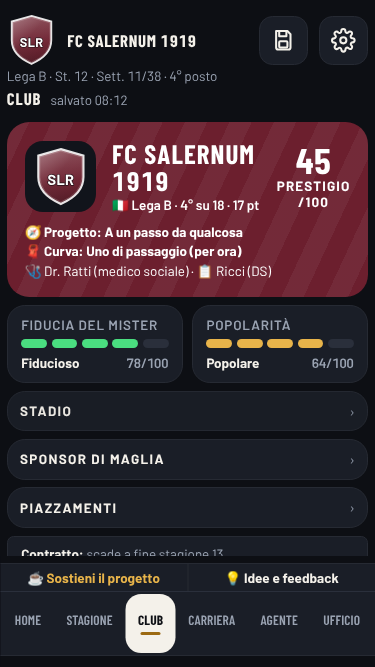 SLR
FC SALERNUM 1919
Lega B · St. 12 · Sett. 11/38 · 4° posto
CLUB salvato 08:12
SLR
FC SALERNUM
1919
🇮🇹 Lega B · 4° su 18 · 17 pt
45
PRESTIGIO
/100
🧭 Progetto: A un passo da qualcosa
🧣 Curva: Uno di passaggio (per ora)
🩺 Dr. Ratti (medico sociale) · 📋 Ricci (DS)
FIDUCIA DEL MISTER
Fiducioso 78/100
POPOLARITÀ
Popolare 64/100
STADIO ›
SPONSOR DI MAGLIA ›
PIAZZAMENTI ›
Contratto: scade a fine stagione 13
☕ Sostieni il progetto
💡 Idee e feedback
HOME STAGIONE CLUB CARRIERA AGENTE UFFICIO